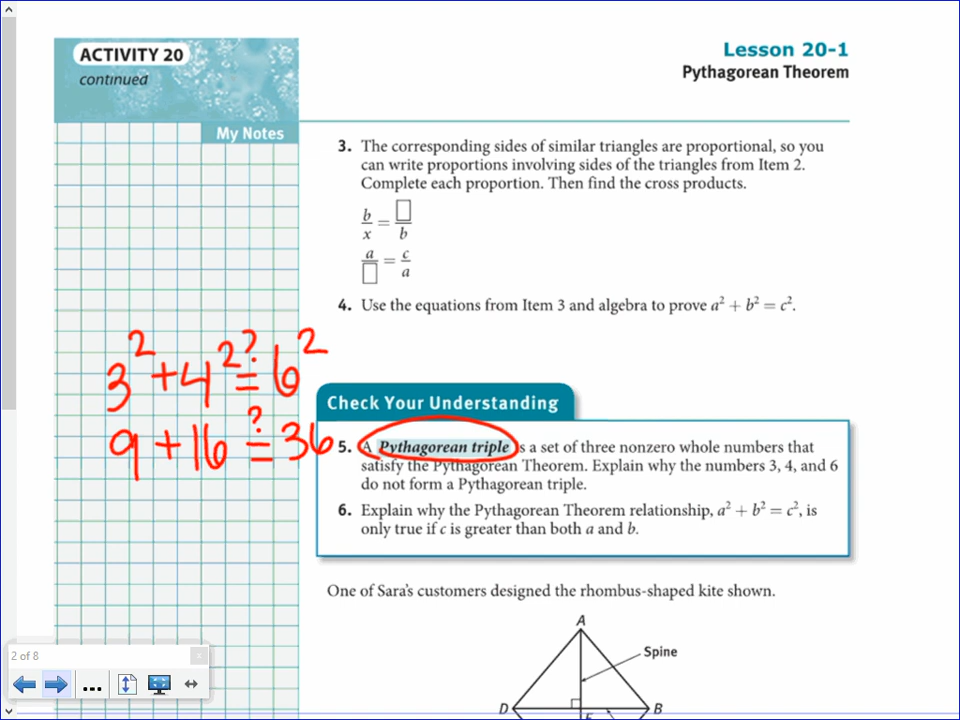 ACTIVITY 20
continued
My Notes
Lesson 20-1
Pythagorean Theorem
3. The corresponding sides of similar triangles are proportional, so you
can write proportions involving sides of the triangles from Item 2.
Complete each proportion. Then find the cross products.
b/x = □/b
a/□ = c/a
4. Use the equations from Item 3 and algebra to prove a² + b² = c².
3² + 4² ?= 6²
9 + 16 ?= 36
Check Your Understanding
5. A Pythagorean triple is a set of three nonzero whole numbers that
satisfy the Pythagorean Theorem. Explain why the numbers 3, 4, and 6
do not form a Pythagorean triple.
6. Explain why the Pythagorean Theorem relationship, a² + b² = c², is
only true if c is greater than both a and b.
One of Sara's customers designed the rhombus-shaped kite shown.
A
Spine
D
B
E
2 of 8